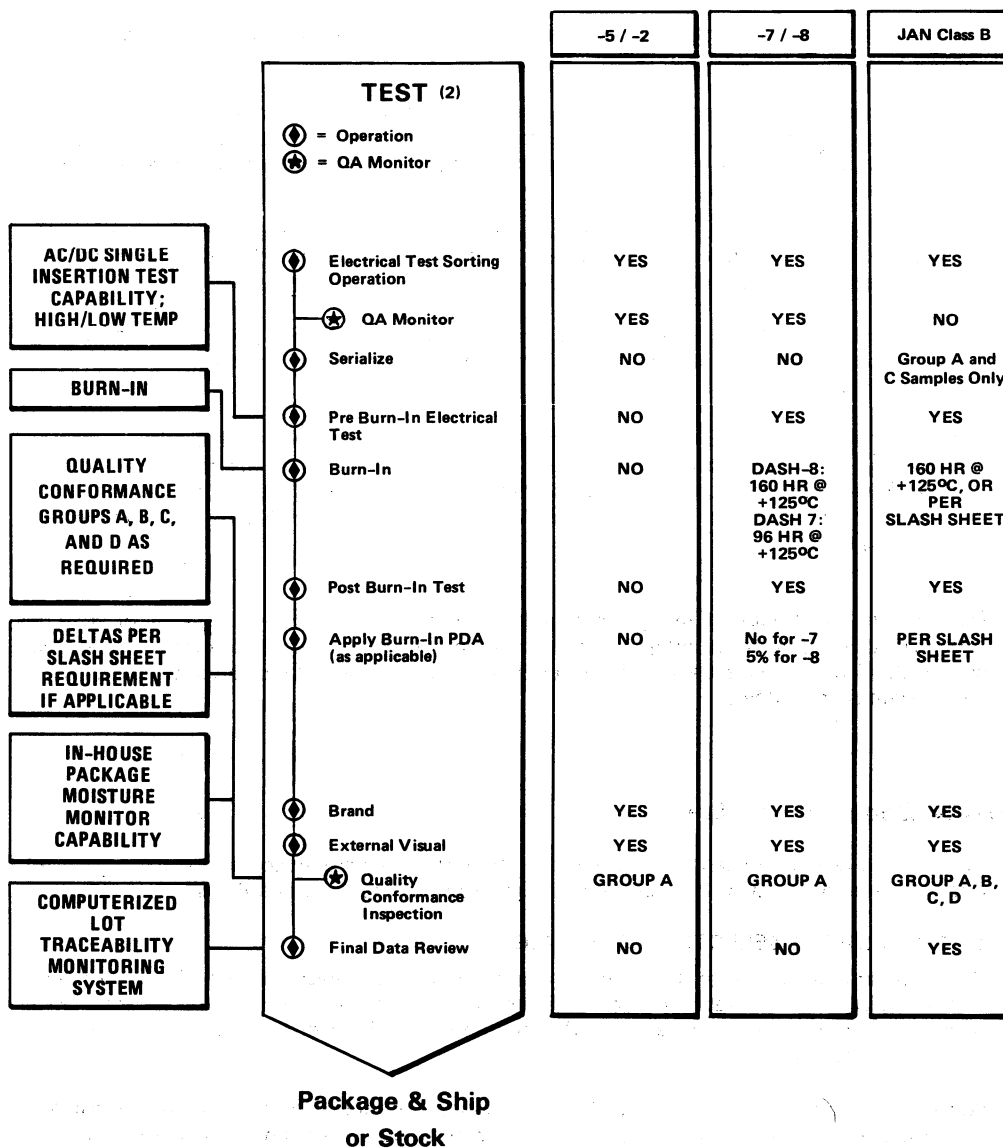 -5 / -2
-7 / -8
JAN Class B
TEST (2)
= Operation
= QA Monitor
AC/DC SINGLE
INSERTION TEST
CAPABILITY;
HIGH/LOW TEMP
BURN-IN
QUALITY
CONFORMANCE
GROUPS A, B, C,
AND D AS
REQUIRED
DELTAS PER
SLASH SHEET
REQUIREMENT
IF APPLICABLE
IN-HOUSE
PACKAGE
MOISTURE
MONITOR
CAPABILITY
COMPUTERIZED
LOT
TRACEABILITY
MONITORING
SYSTEM
Electrical Test Sorting
Operation
YES
YES
YES
QA Monitor
YES
YES
NO
Serialize
NO
NO
Group A and
C Samples Only
Pre Burn-In Electrical
Test
NO
YES
YES
Burn-In
NO
DASH-8:
160 HR @
+125ºC
DASH 7:
96 HR @
+125ºC
160 HR @
+125ºC, OR
PER
SLASH SHEET
Post Burn-In Test
NO
YES
YES
Apply Burn-In PDA
(as applicable)
NO
No for -7
5% for -8
PER SLASH
SHEET
Brand
YES
YES
YES
External Visual
YES
YES
YES
Quality
Conformance
Inspection
GROUP A
GROUP A
GROUP A, B,
C, D
Final Data Review
NO
NO
YES
Package & Ship
or Stock